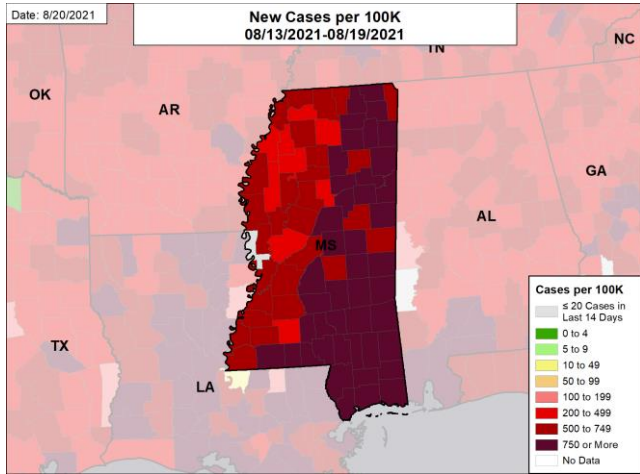 Date: 8/20/2021
New Cases per 100K
08/13/2021-08/19/2021
TN
NC
OK
AR
GA
MS
AL
TX
LA
Cases per 100K
≤ 20 Cases in
Last 14 Days
0 to 4
5 to 9
10 to 49
50 to 99
100 to 199
200 to 499
500 to 749
750 or More
No Data